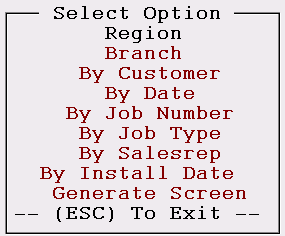 Select Option
Region
Branch
By Customer
By Date
By Job Number
By Job Type
By Salesrep
By Install Date
Generate Screen
-- (ESC) To Exit --